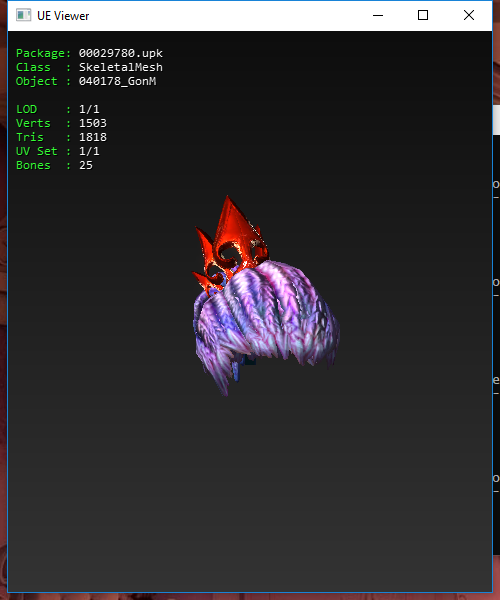 UE Viewer
Package: 00029780.upk
Class : SkeletalMesh
Object : 040178_GonM
LOD : 1/1
Verts : 1503
Tris : 1818
UV Set : 1/1
Bones : 25